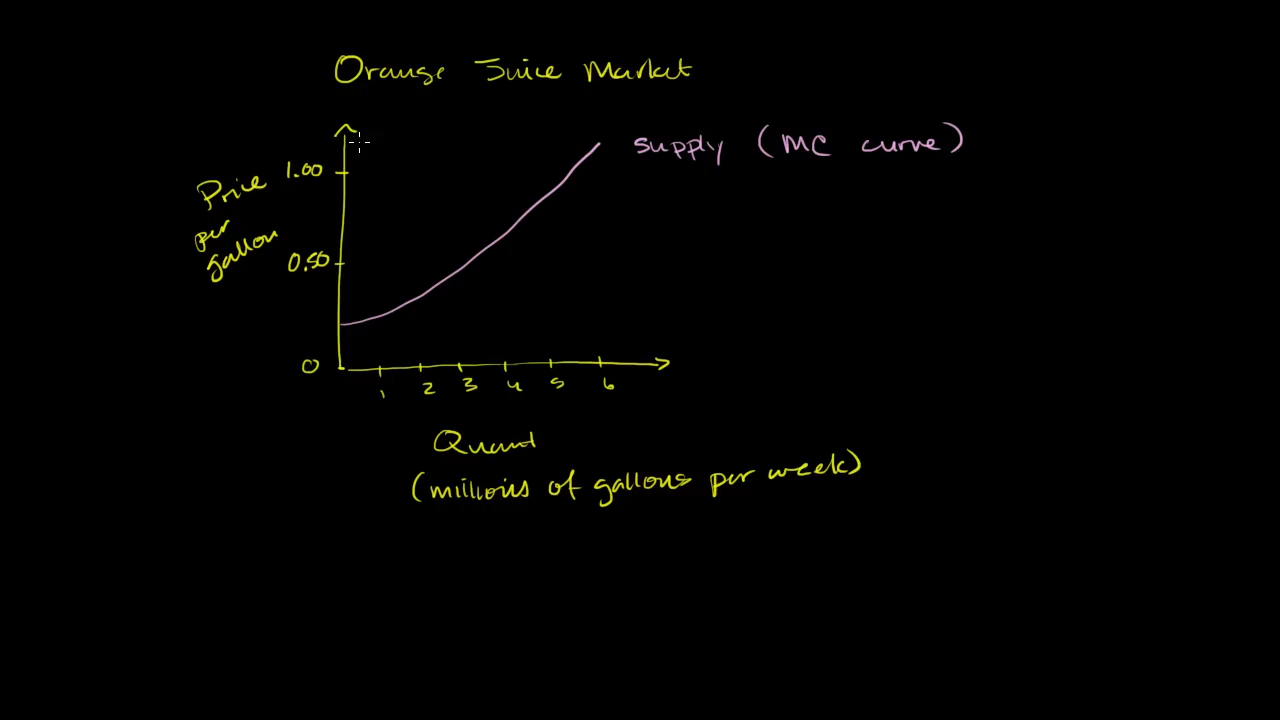 Orange Juice Market
supply (MC curve)
1.00
Price
per
gallon
0.50
0
1 2 3 4 5 6
Quant
(millions of gallons per week)